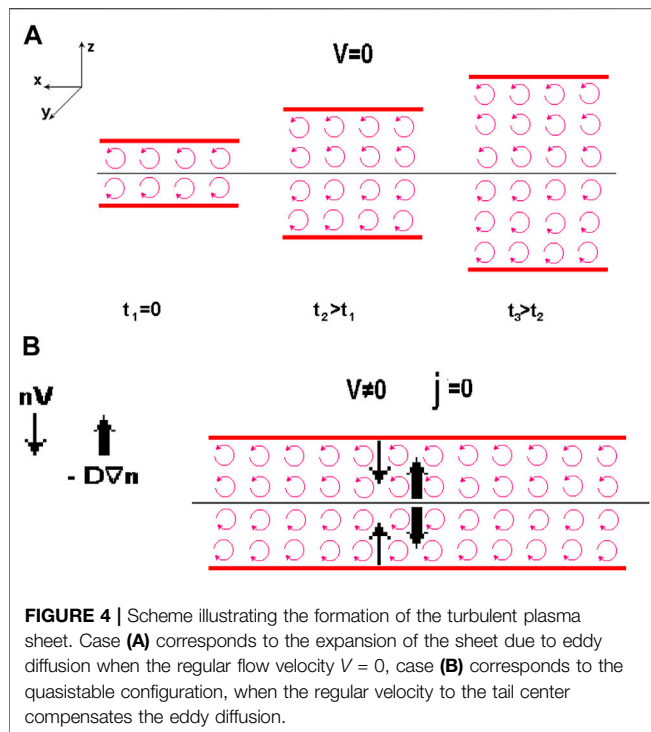 A
z
x
y
V=0
t₁=0
t₂>t₁
t₃>t₂
B
nV
- D∇n
V≠0 j=0
FIGURE 4 | Scheme illustrating the formation of the turbulent plasma
sheet. Case (A) corresponds to the expansion of the sheet due to eddy
diffusion when the regular flow velocity V = 0, case (B) corresponds to the
quasistable configuration, when the regular velocity to the tail center
compensates the eddy diffusion.